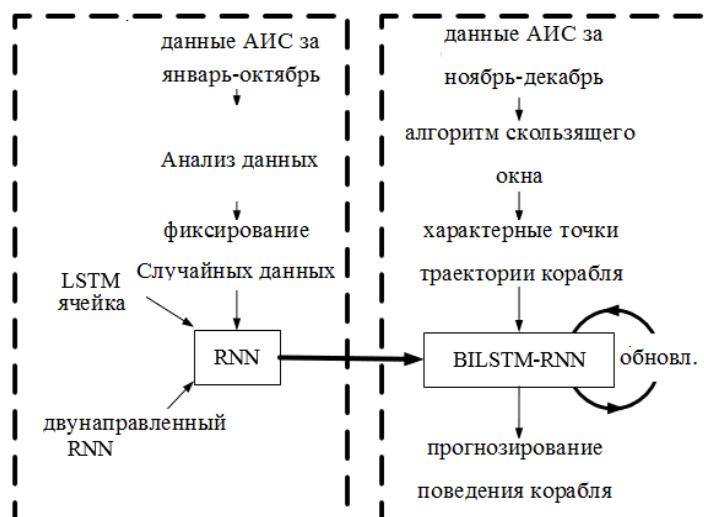 данные АИС за
январь-октябрь
Анализ данных
фиксирование
Случайных данных
LSTM
ячейка
RNN
двунаправленный
RNN
данные АИС за
ноябрь-декабрь
алгоритм скользящего
окна
характерные точки
траектории корабля
BILSTM-RNN
обновл.
прогнозирование
поведения корабля